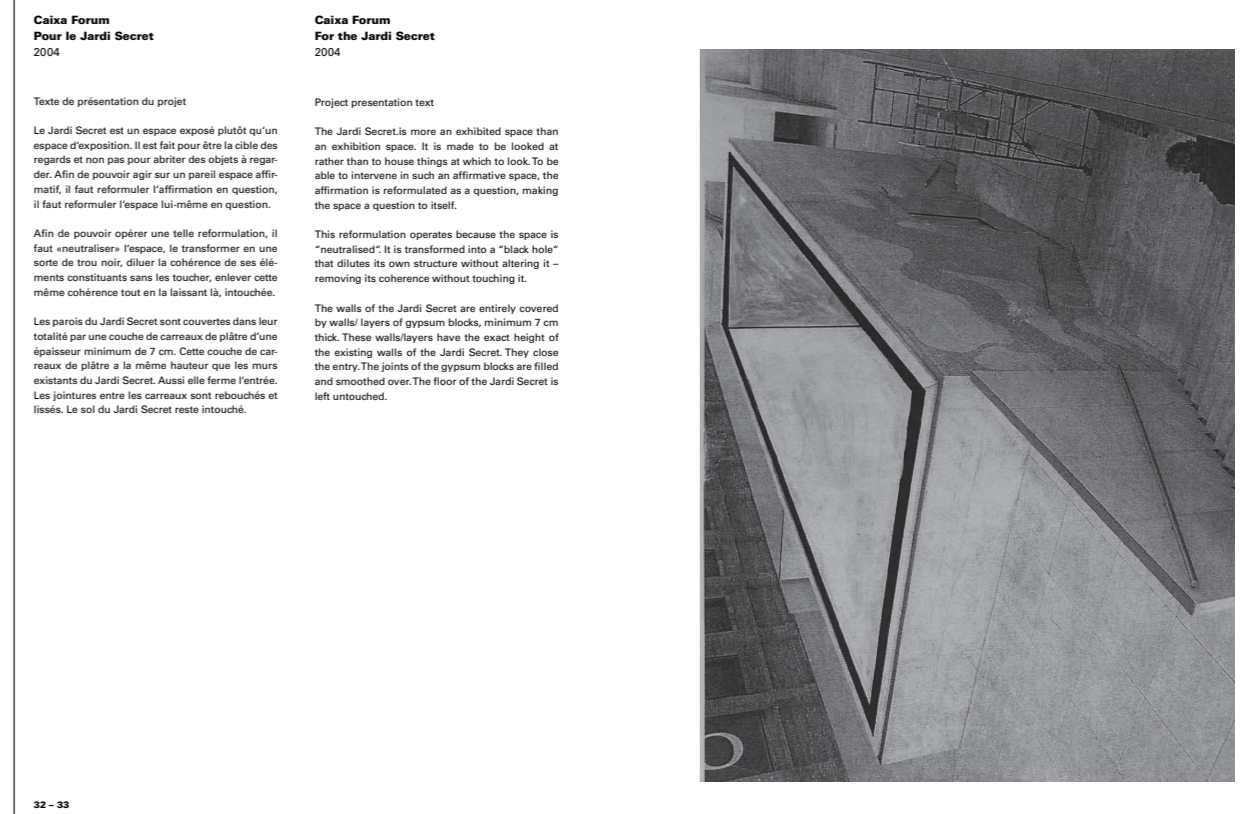 Caixa Forum
Pour le Jardi Secret
2004
Texte de présentation du projet
Le Jardi Secret est un espace exposé plutôt qu'un
espace d'exposition. Il est fait pour être la cible des
regards et non pas pour abriter des objets à regar-
der. Afin de pouvoir agir sur un pareil espace affir-
matif, il faut reformuler l'affirmation en question,
il faut reformuler l'espace lui-même en question.
Afin de pouvoir opérer une telle reformulation, il
faut «neutraliser» l'espace, le transformer en une
sorte de trou noir, diluer la cohérence de ses élé-
ments constituants sans les toucher, enlever cette
même cohérence tout en la laissant là, intouchée.
Les parois du Jardi Secret sont couvertes dans leur
totalité par une couche de carreaux de plâtre d'une
épaisseur minimum de 7 cm. Cette couche de car-
reaux de plâtre a la même hauteur que les murs
existants du Jardi Secret. Aussi elle ferme l'entrée.
Les jointures entre les carreaux sont rebouchés et
lissés. Le sol du Jardi Secret reste intouché.
Caixa Forum
For the Jardi Secret
2004
Project presentation text
The Jardi Secret.is more an exhibited space than
an exhibition space. It is made to be looked at
rather than to house things at which to look. To be
able to intervene in such an affirmative space, the
affirmation is reformulated as a question, making
the space a question to itself.
This reformulation operates because the space is
"neutralised". It is transformed into a "black hole"
that dilutes its own structure without altering it –
removing its coherence without touching it.
The walls of the Jardi Secret are entirely covered
by walls/ layers of gypsum blocks, minimum 7 cm
thick. These walls/layers have the exact height of
the existing walls of the Jardi Secret. They close
the entry. The joints of the gypsum blocks are filled
and smoothed over. The floor of the Jardi Secret is
left untouched.
32 – 33